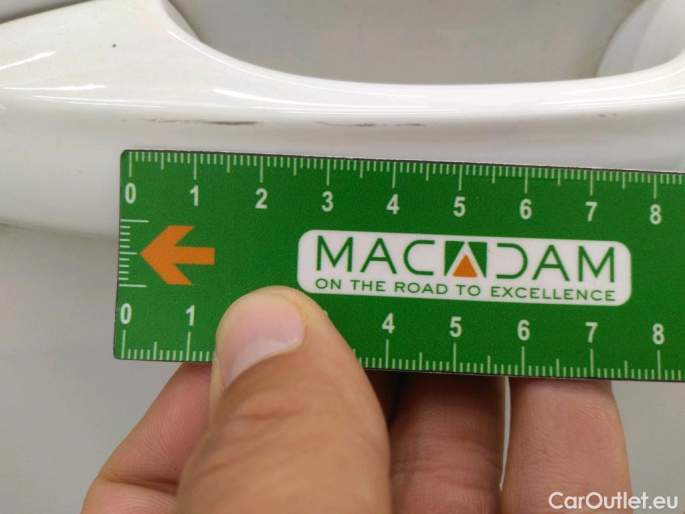 0 1 2 3 4 5 6 7 8
MACADAM
ON THE ROAD TO EXCELLENCE
0 1 4 5 6 7 8
CarOutlet.eu